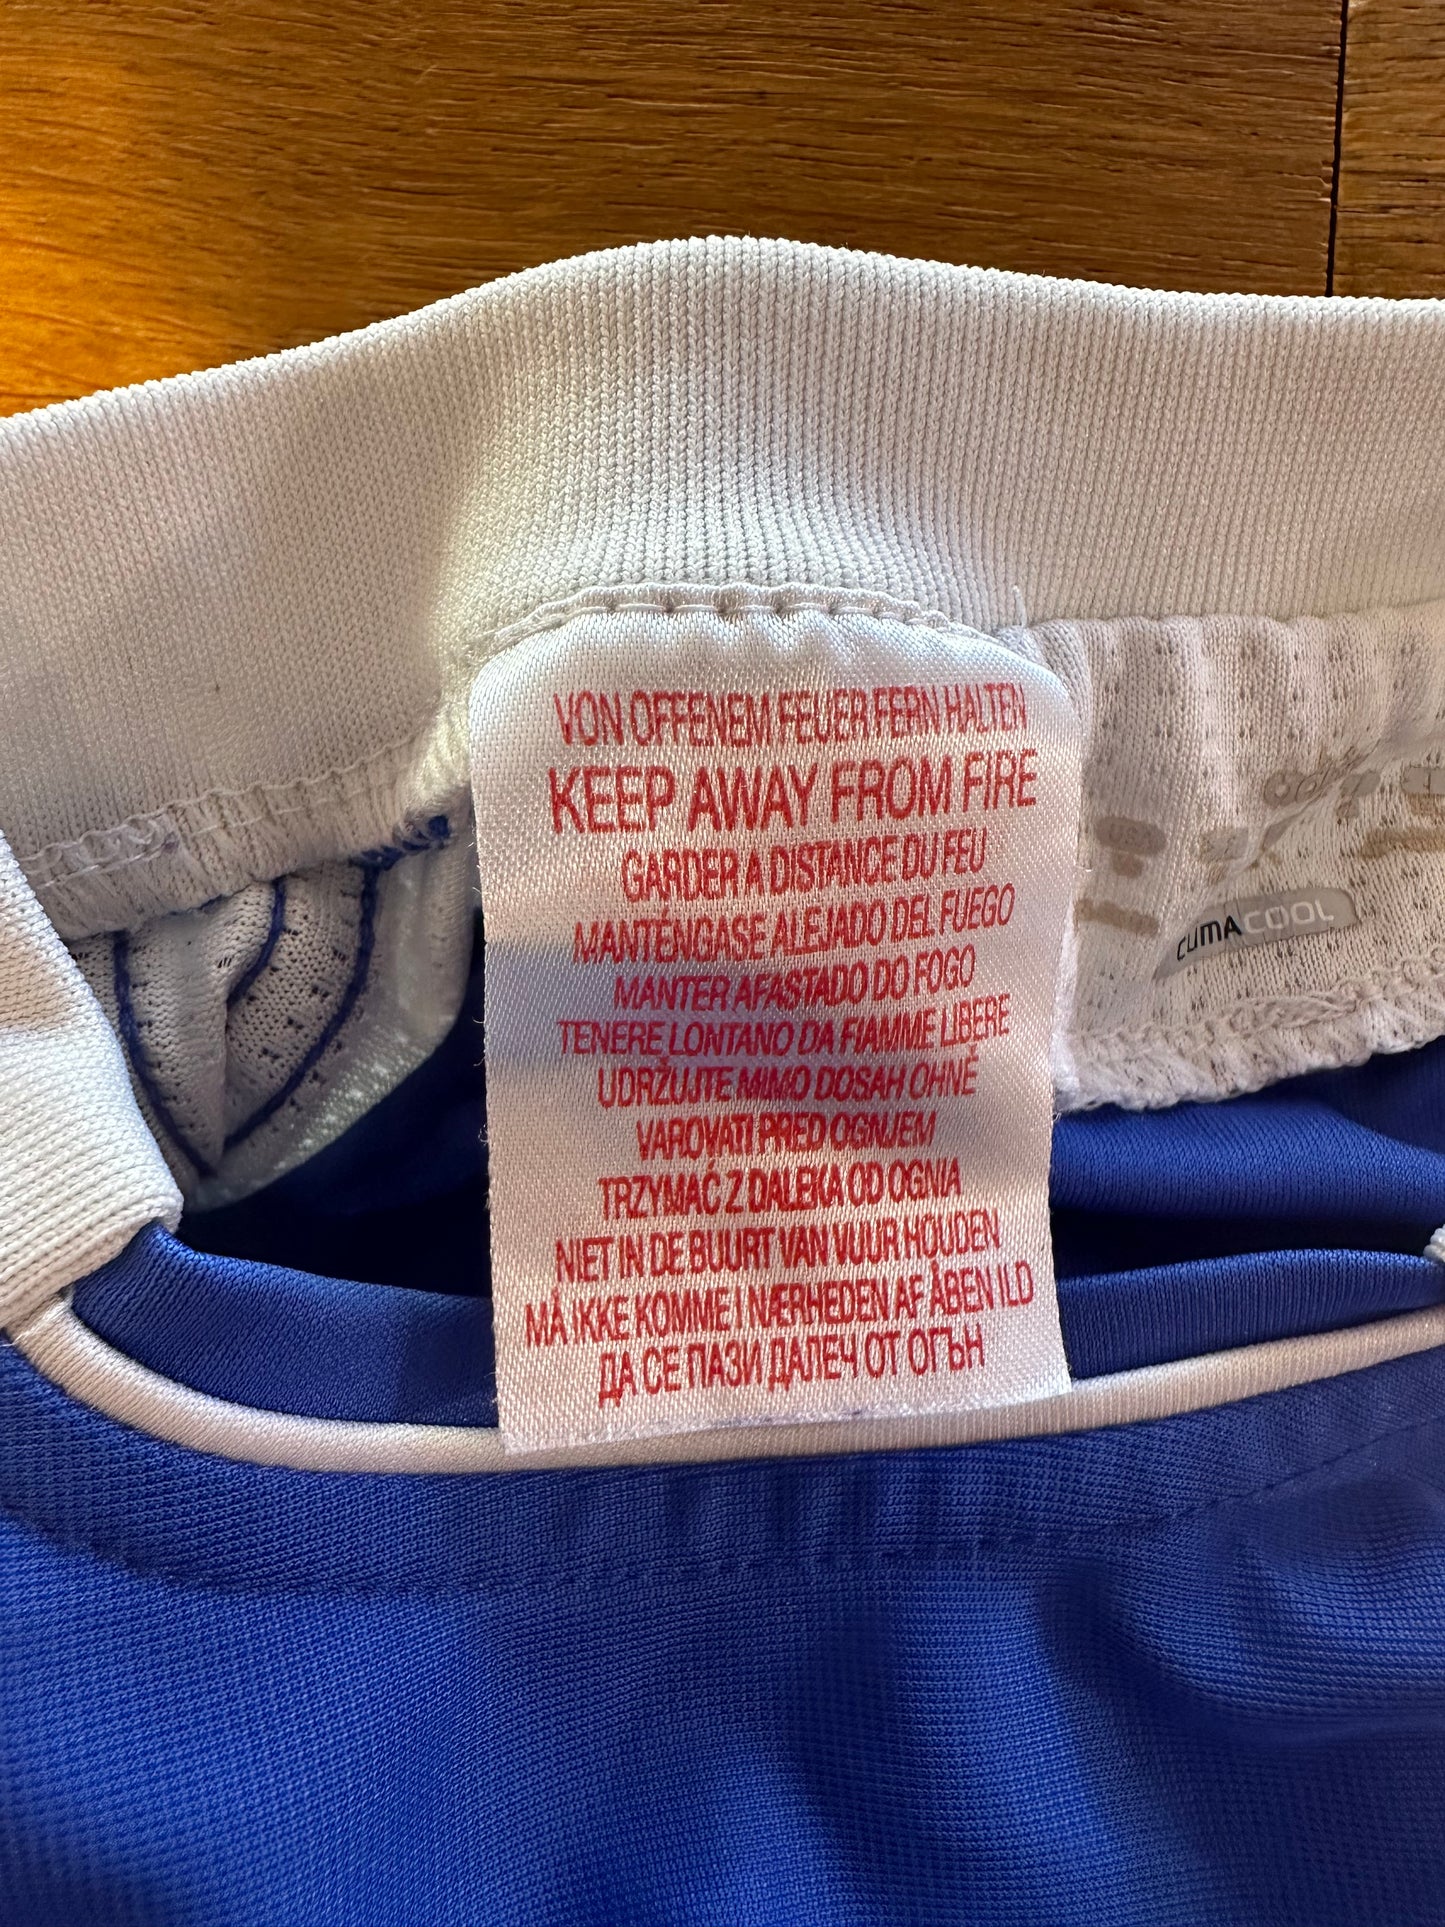 VON OFFENEM FEUER FERN HALTEN
KEEP AWAY FROM FIRE
GARDER A DISTANCE DU FEU
MANTÉNGASE ALEJADO DEL FUEGO
MANTER AFASTADO DO FOGO
TENERE LONTANO DA FIAMME LIBERE
UDRŽUJTE MIMO DOSAH OHNĚ
VAROVATI PRED OGNJEM
TRZYMAĆ Z DALEKA OD OGNIA
NIET IN DE BUURT VAN VUUR HOUDEN
MÅ IKKE KOMME I NÆRHEDEN AF ÅBEN ILD
ДА СЕ ПАЗИ ДАЛЕЧ ОТ ОГЪН
CLIMACOOL